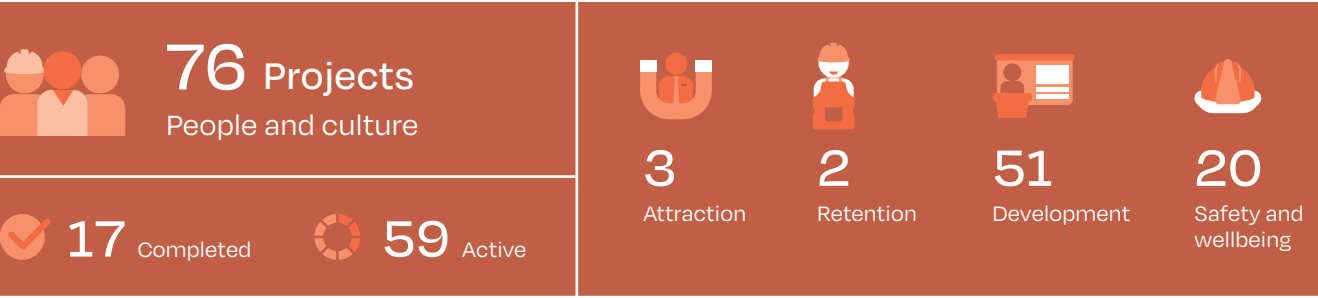 76 Projects
People and culture
17 Completed
59 Active
3
Attraction
2
Retention
51
Development
20
Safety and
wellbeing